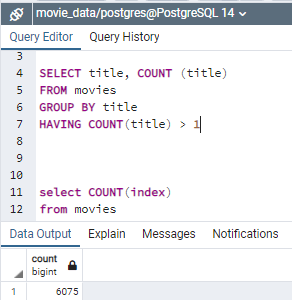 movie_data/postgres@PostgreSQL 14
Query Editor Query History
3
4 SELECT title, COUNT (title)
5 FROM movies
6 GROUP BY title
7 HAVING COUNT(title) > 1
8
9
10
11 select COUNT(index)
12 from movies
Data Output Explain Messages Notifications
count
bigint
1 6075